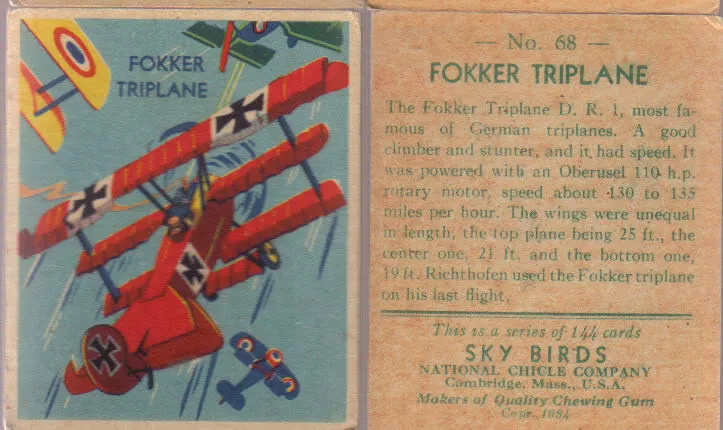 FOKKER
TRIPLANE
— No. 68 —
FOKKER TRIPLANE
The Fokker Triplane D. R. 1, most fa-
mous of German triplanes. A good
climber and stunter, and it had speed. It
was powered with an Oberusel 110 h.p.
rotary motor, speed about 130 to 135
miles per hour. The wings were unequal
in length, the top plane being 25 ft., the
center one, 21 ft. and the bottom one,
19 ft. Richthofen used the Fokker triplane
on his last flight.
This is a series of 144 cards
SKY BIRDS
NATIONAL CHICLE COMPANY
Cambridge, Mass., U.S.A.
Makers of Quality Chewing Gum
Copr. 1934